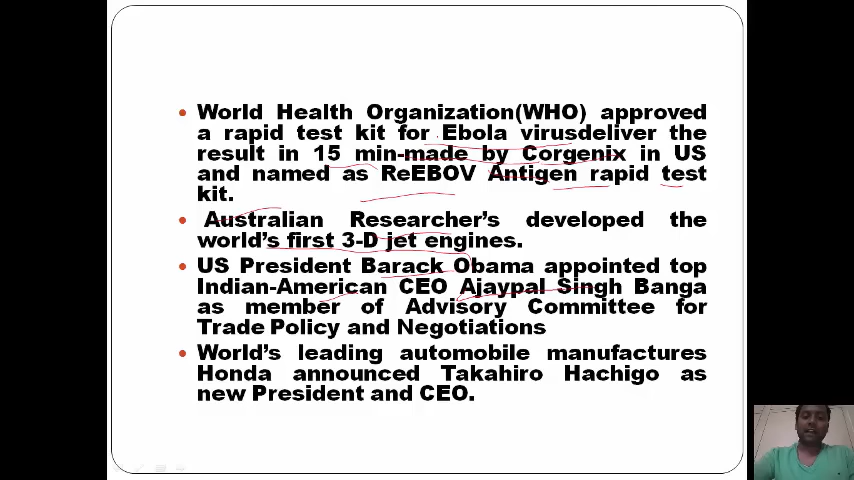 World Health Organization(WHO) approved
a rapid test kit for Ebola virusdeliver the
result in 15 min-made by Corgenix in US
and named as ReEBOV Antigen rapid test
kit.
Australian Researcher's developed the
world's first 3-D jet engines.
US President Barack Obama appointed top
Indian-American CEO Ajaypal Singh Banga
as member of Advisory Committee for
Trade Policy and Negotiations
World's leading automobile manufactures
Honda announced Takahiro Hachigo as
new President and CEO.